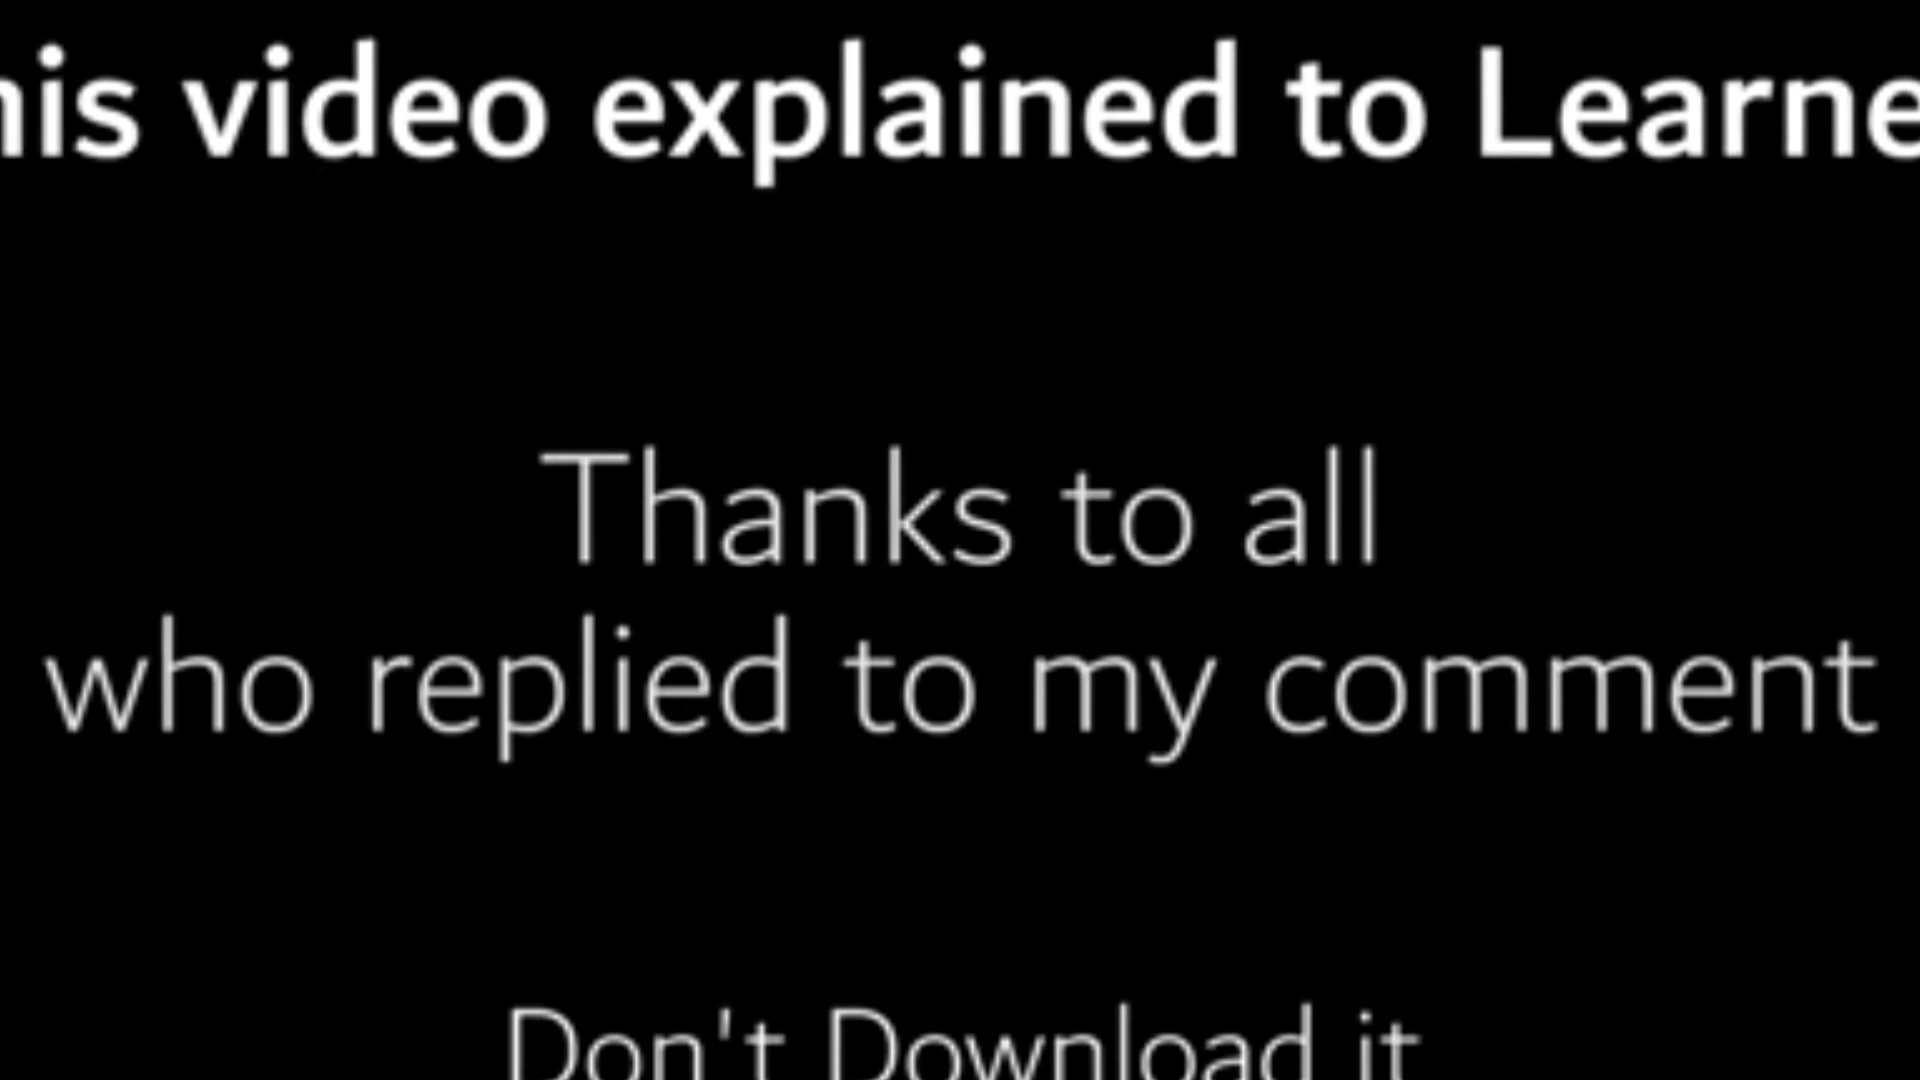 his video explained to Learne
Thanks to all
who replied to my comment
Don't Download it